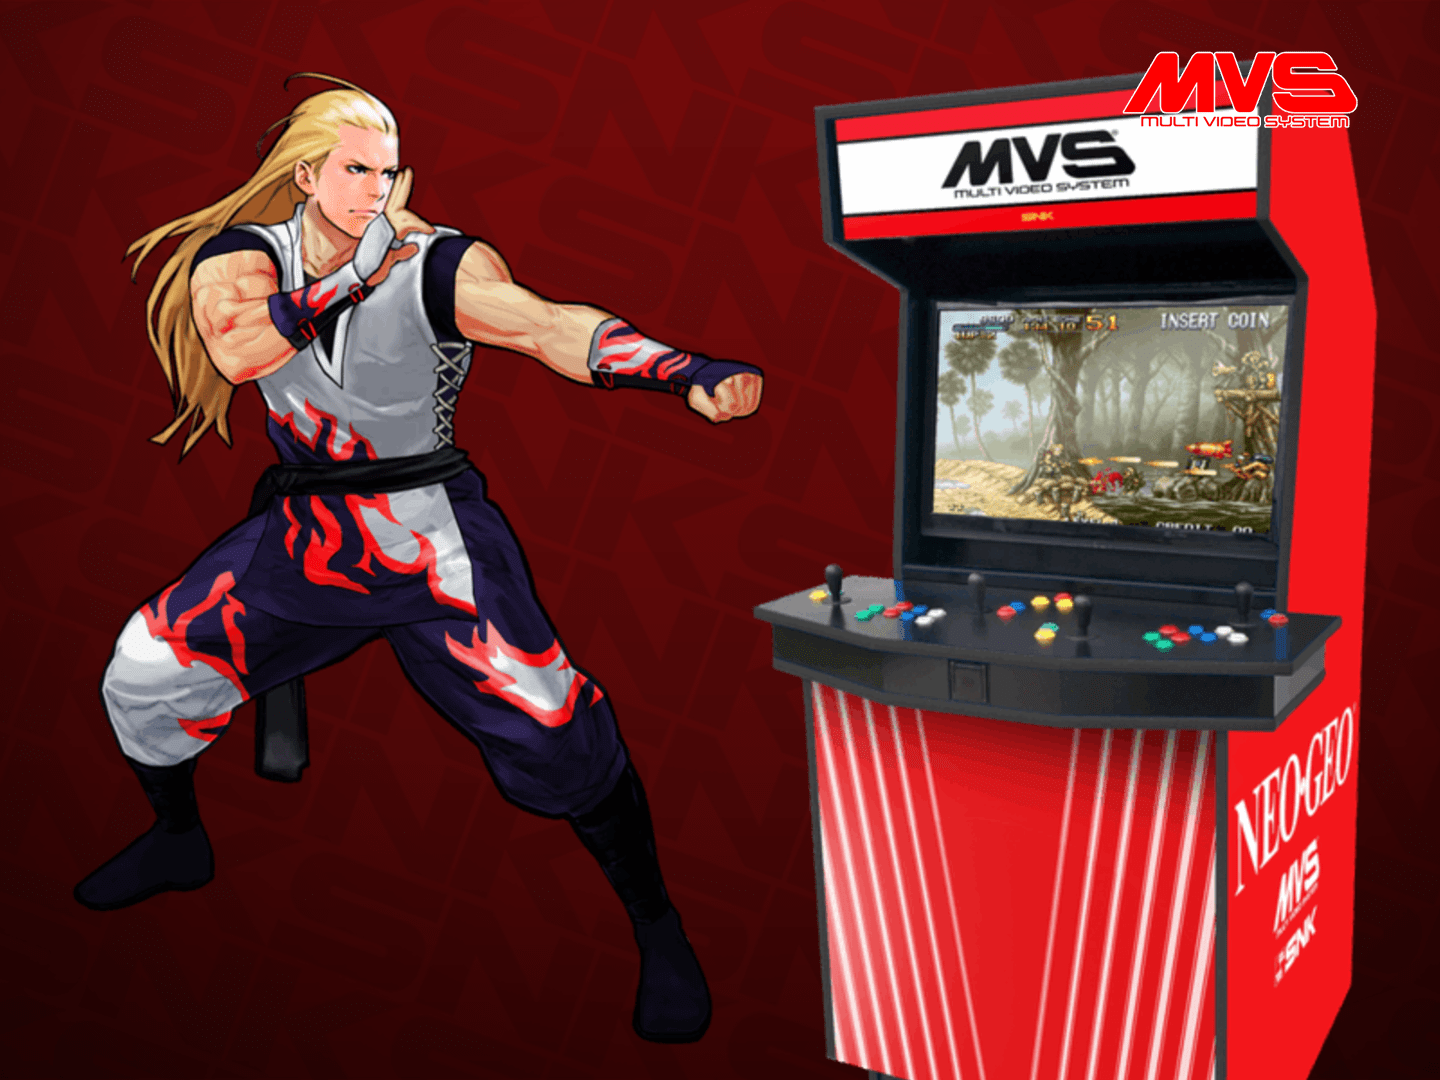 MVS
MULTI VIDEO SYSTEM
MVS
MULTI VIDEO SYSTEM
SNK
51
INSERT COIN
CREDIT 00
NEO·GEO
MVS
SNK